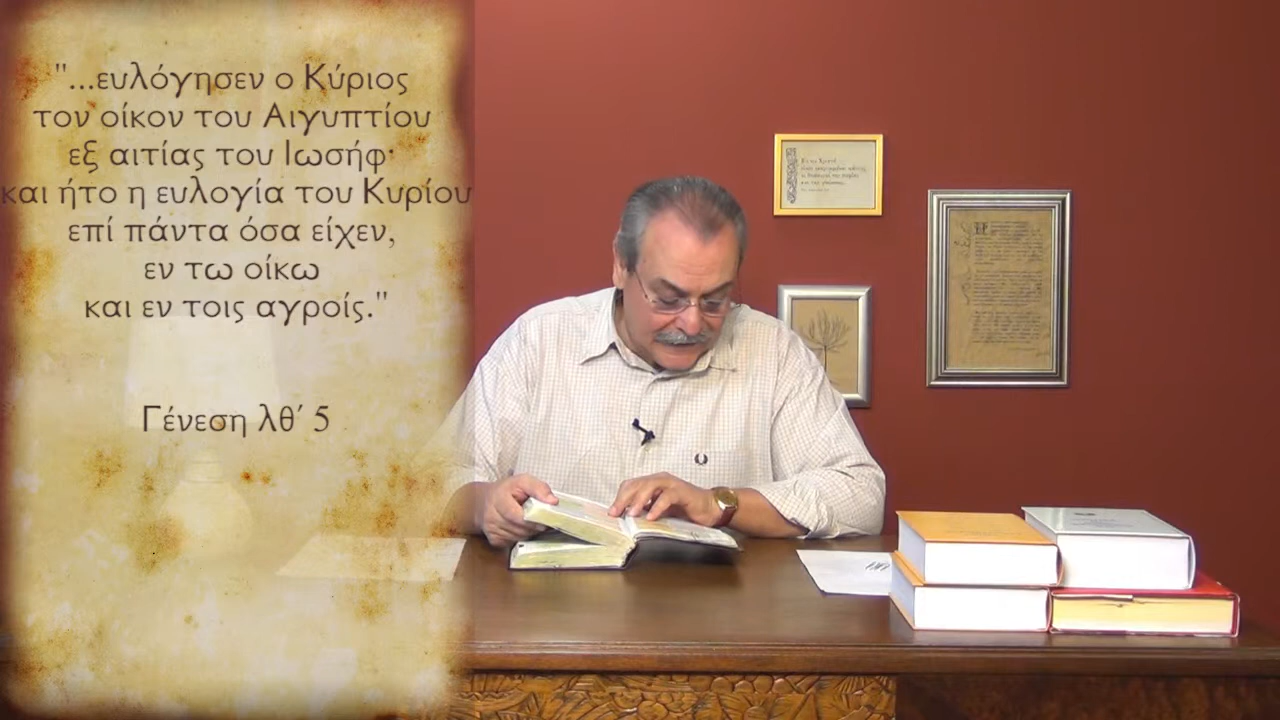 "...ευλόγησεν ο Κύριος
τον οίκον του Αιγυπτίου
εξ αιτίας του Ιωσήφ·
και ήτο η ευλογία του Κυρίου
επί πάντα όσα είχεν,
εν τω οίκω
και εν τοις αγροίς."
Γένεση λθ΄ 5